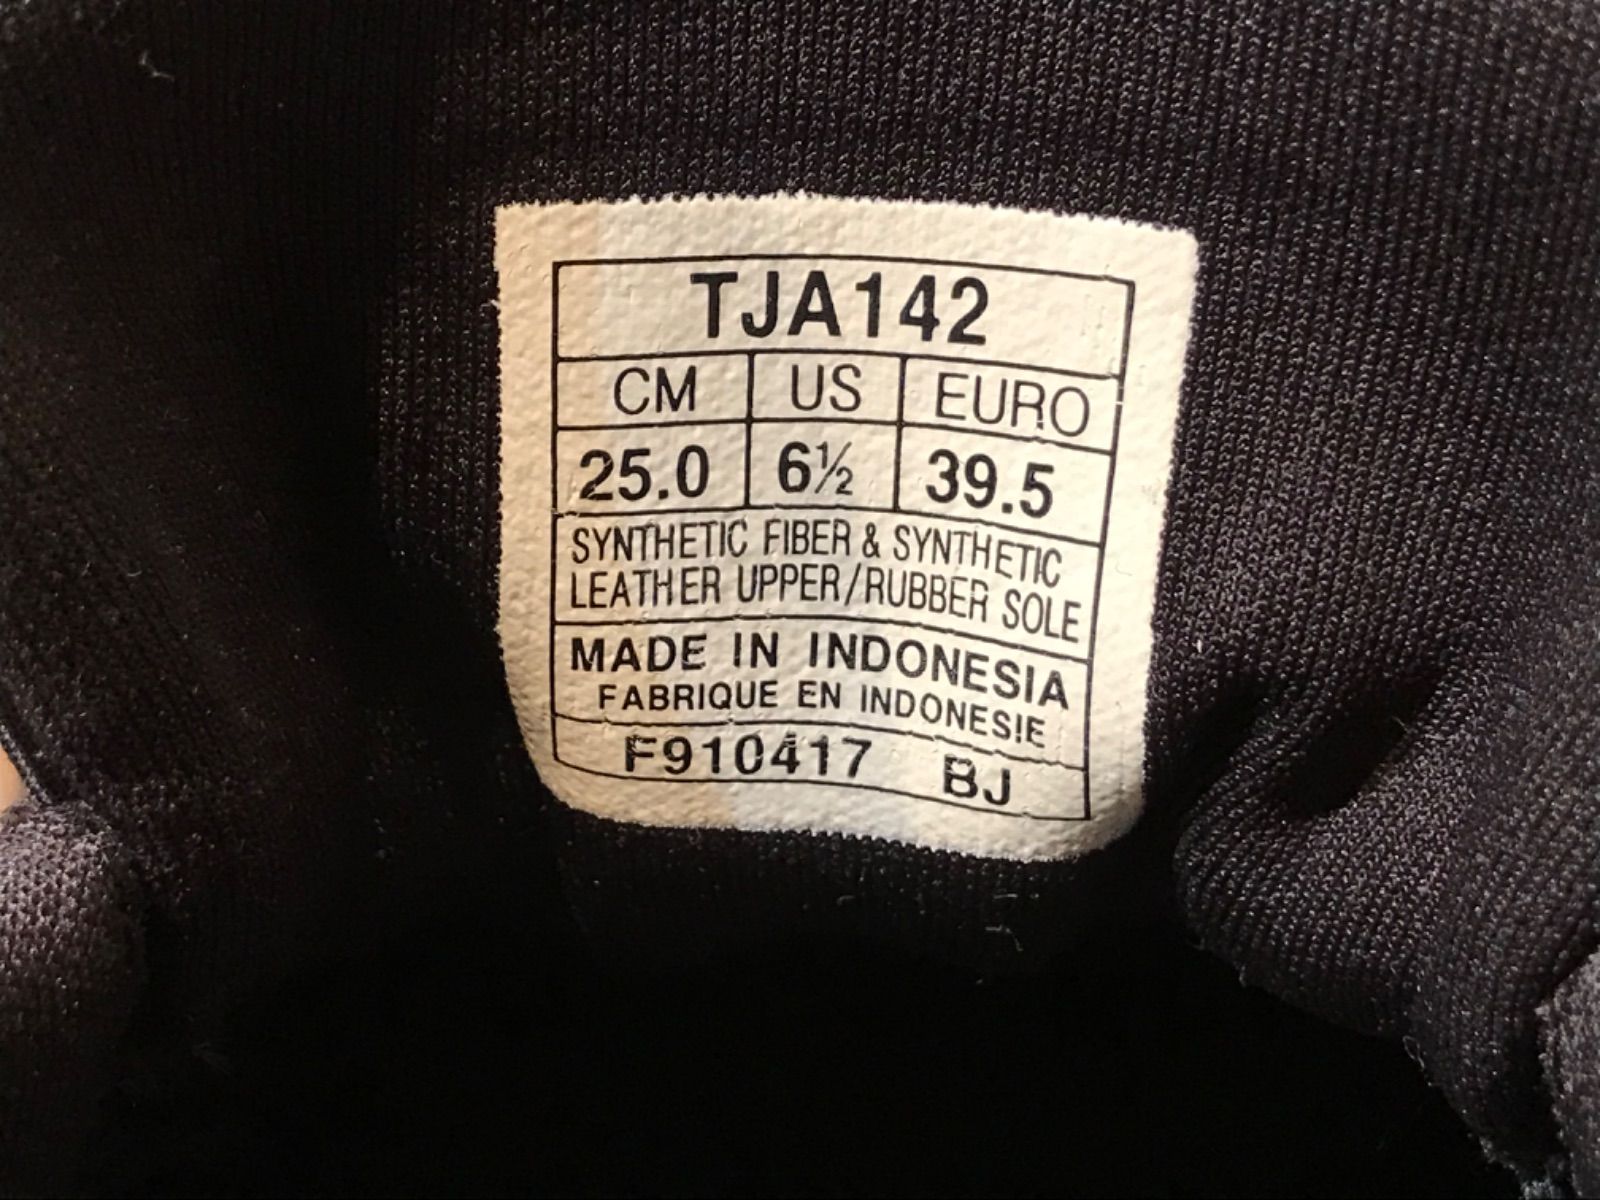 TJA142
CM US EURO
25.0 6½ 39.5
SYNTHETIC FIBER & SYNTHETIC
LEATHER UPPER/RUBBER SOLE
MADE IN INDONESIA
FABRIQUE EN INDONESIE
F910417 BJ